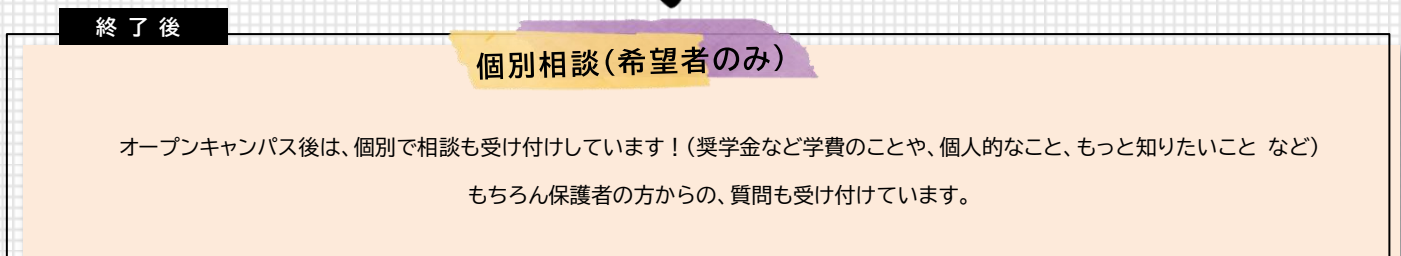 終了後
個別相談(希望者のみ)
オープンキャンパス後は、個別で相談も受け付けしています！(奨学金など学費のことや、個人的なこと、もっと知りたいこと など)
もちろん保護者の方からの、質問も受け付けています。